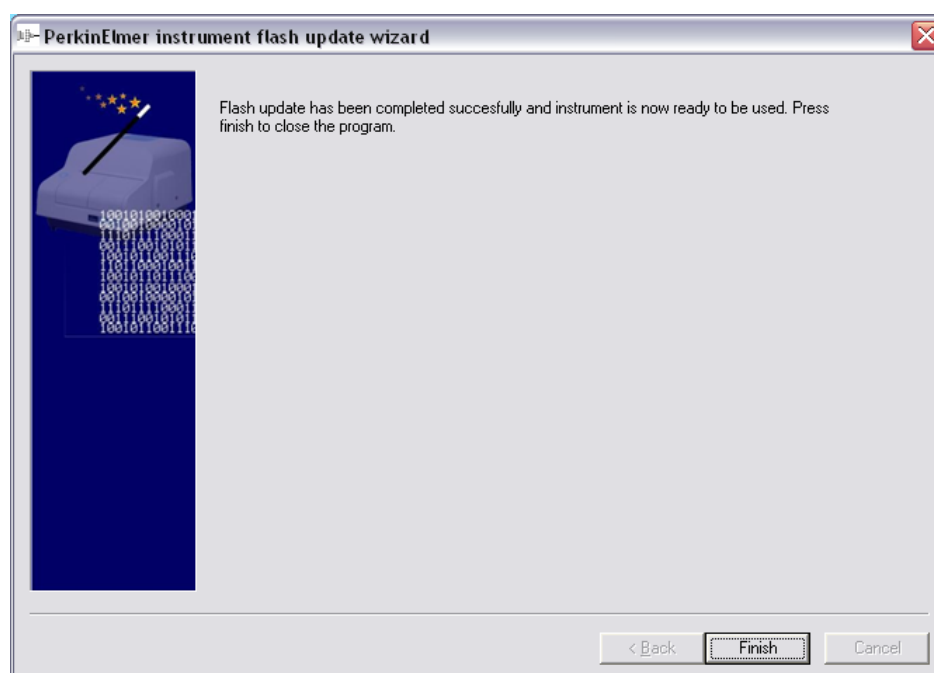 PerkinElmer instrument flash update wizard
Flash update has been completed succesfully and instrument is now ready to be used. Press
finish to close the program.
< Back
Finish
Cancel